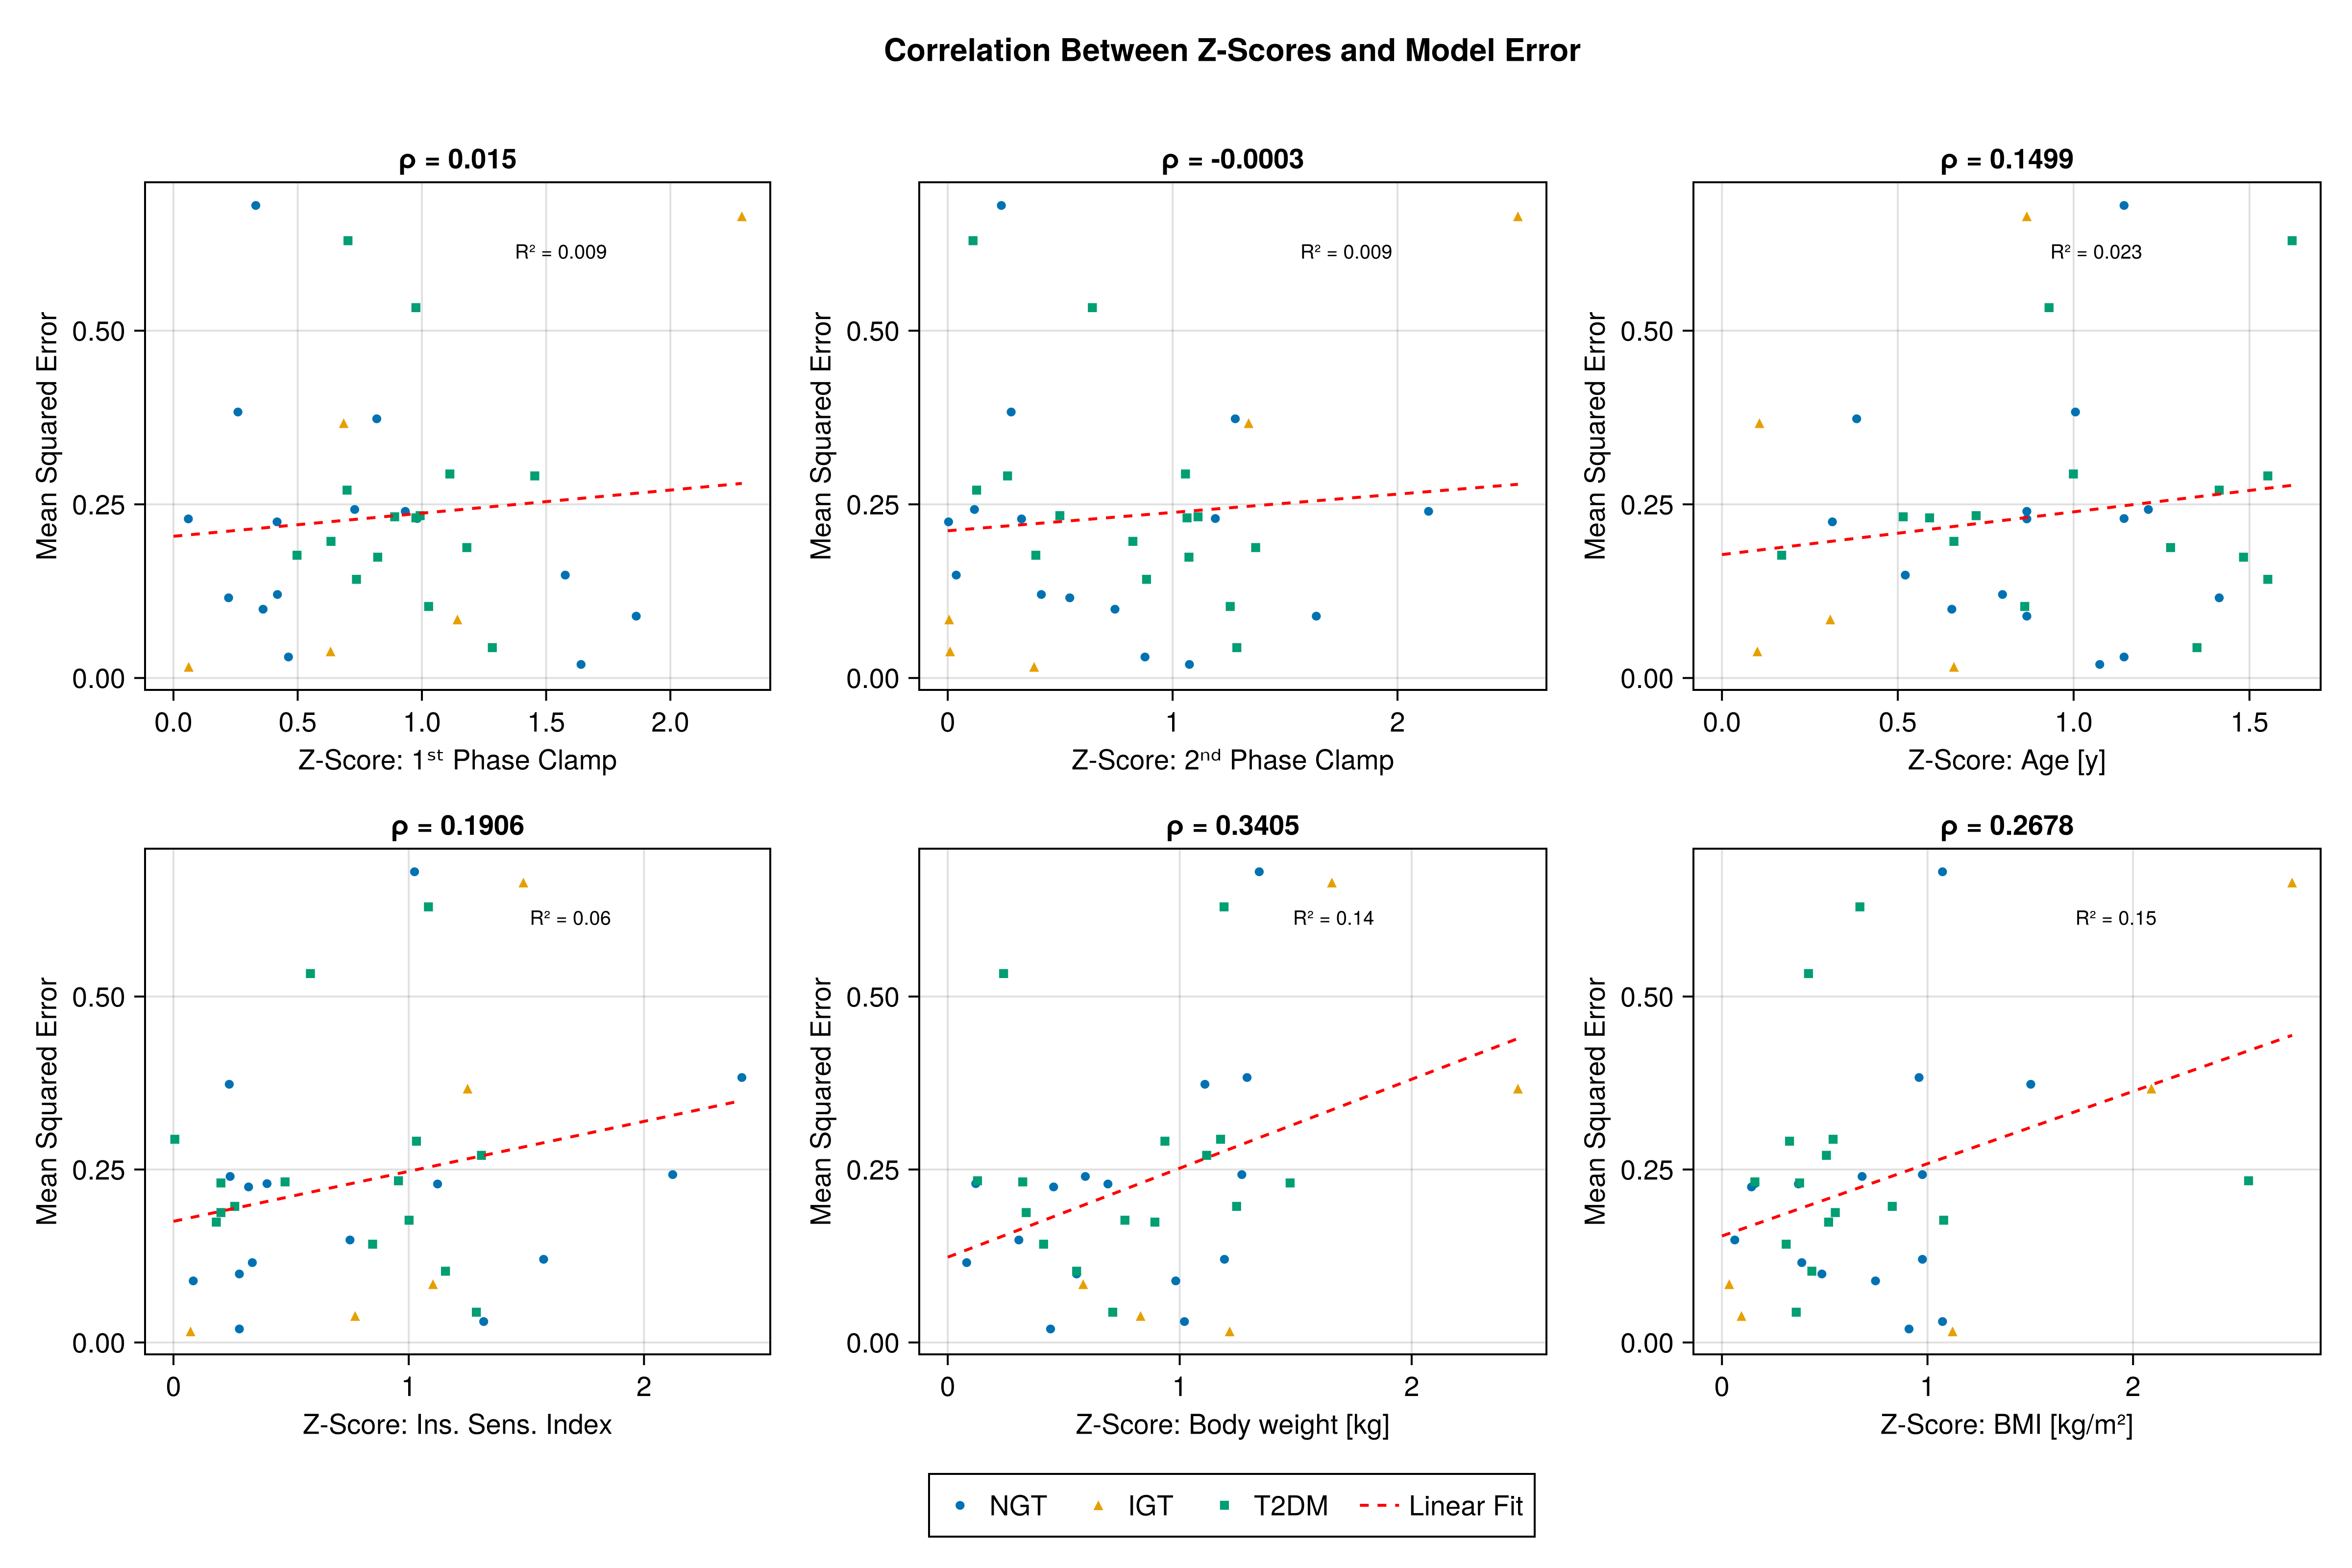 Correlation Between Z-Scores and Model Error
ρ = 0.015
ρ = -0.0003
ρ = 0.1499
R² = 0.009
R² = 0.009
R² = 0.023
Mean Squared Error
0.50
0.25
0.00
Mean Squared Error
0.50
0.25
0.00
Mean Squared Error
0.50
0.25
0.00
0.0 0.5 1.0 1.5 2.0
0 1 2
0.0 0.5 1.0 1.5
Z-Score: 1ˢᵗ Phase Clamp
Z-Score: 2ⁿᵈ Phase Clamp
Z-Score: Age [y]
ρ = 0.1906
ρ = 0.3405
ρ = 0.2678
R² = 0.06
R² = 0.14
R² = 0.15
Mean Squared Error
0.50
0.25
0.00
Mean Squared Error
0.50
0.25
0.00
Mean Squared Error
0.50
0.25
0.00
0 1 2
0 1 2
0 1 2
Z-Score: Ins. Sens. Index
Z-Score: Body weight [kg]
Z-Score: BMI [kg/m²]
NGT IGT T2DM Linear Fit